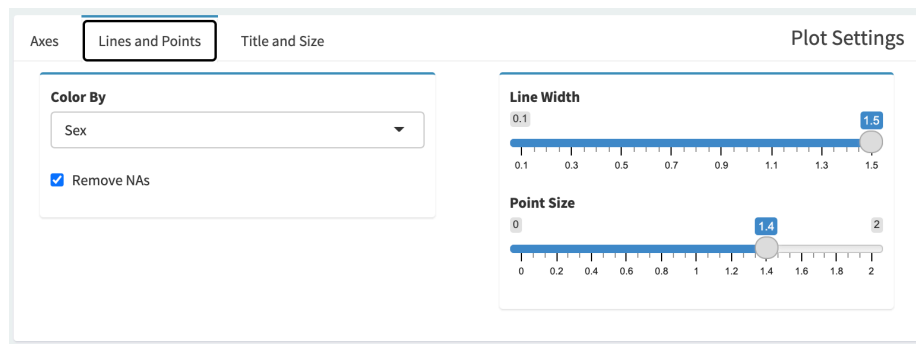 Axes Lines and Points Title and Size Plot Settings
Color By
Sex
Remove NAs
Line Width
0.1 1.5
0.1 0.3 0.5 0.7 0.9 1.1 1.3 1.5
Point Size
0 1.4 2
0 0.2 0.4 0.6 0.8 1 1.2 1.4 1.6 1.8 2